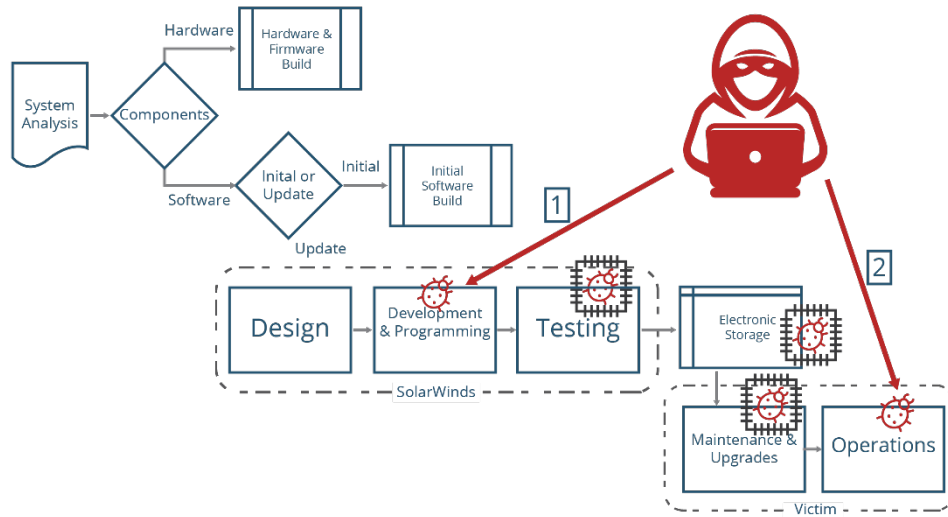 Hardware
Hardware &
Firmware
Build
System
Analysis
Components
Software
Inital or
Update
Initial
Initial
Software
Build
Update
1
2
Design
Development
& Programming
Testing
Electronic
Storage
SolarWinds
Maintenance &
Upgrades
Operations
Victim